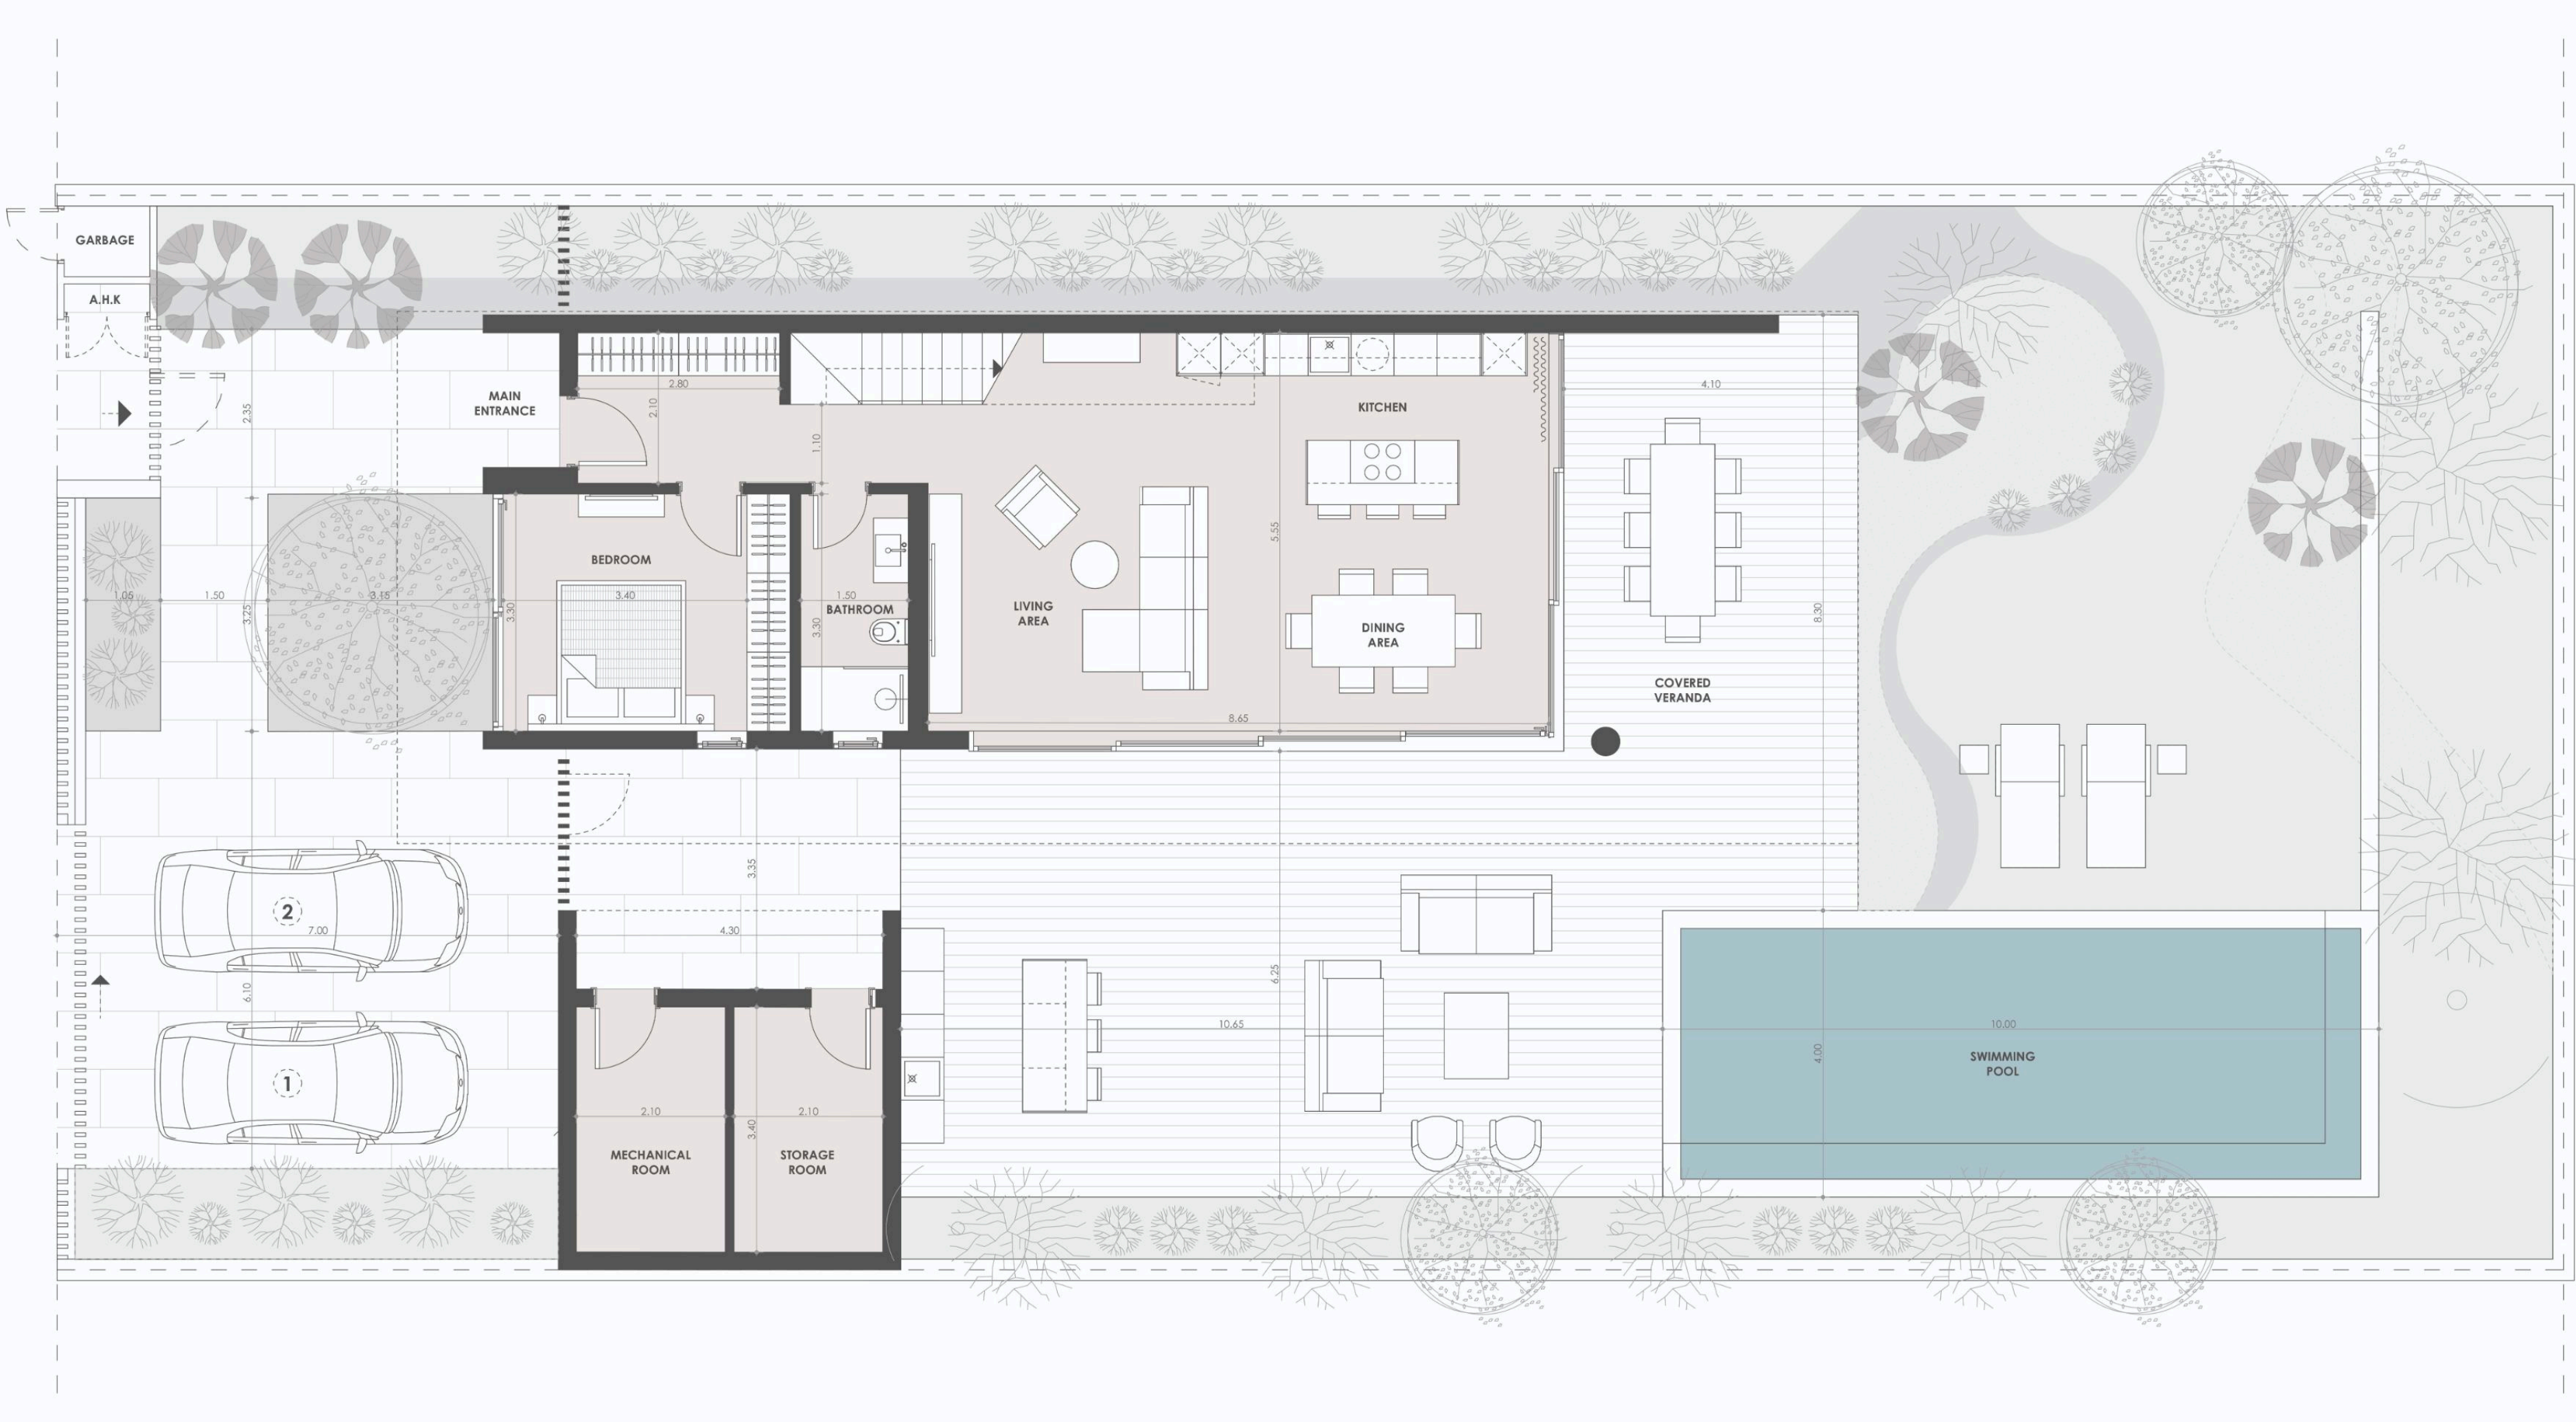 GARBAGE
A.H.K
MAIN
ENTRANCE
2.80
2.10
2.35
1.10
KITCHEN
4.10
BEDROOM
5.55
1.05
1.50
3.25
3.15
3.30
3.40
1.50
BATHROOM
3.30
LIVING
AREA
DINING
AREA
8.30
COVERED
VERANDA
8.65
3.35
2
7.00
4.30
6.10
6.25
10.65
10.00
4.00
SWIMMING
POOL
1
2.10
2.10
3.40
MECHANICAL
ROOM
STORAGE
ROOM